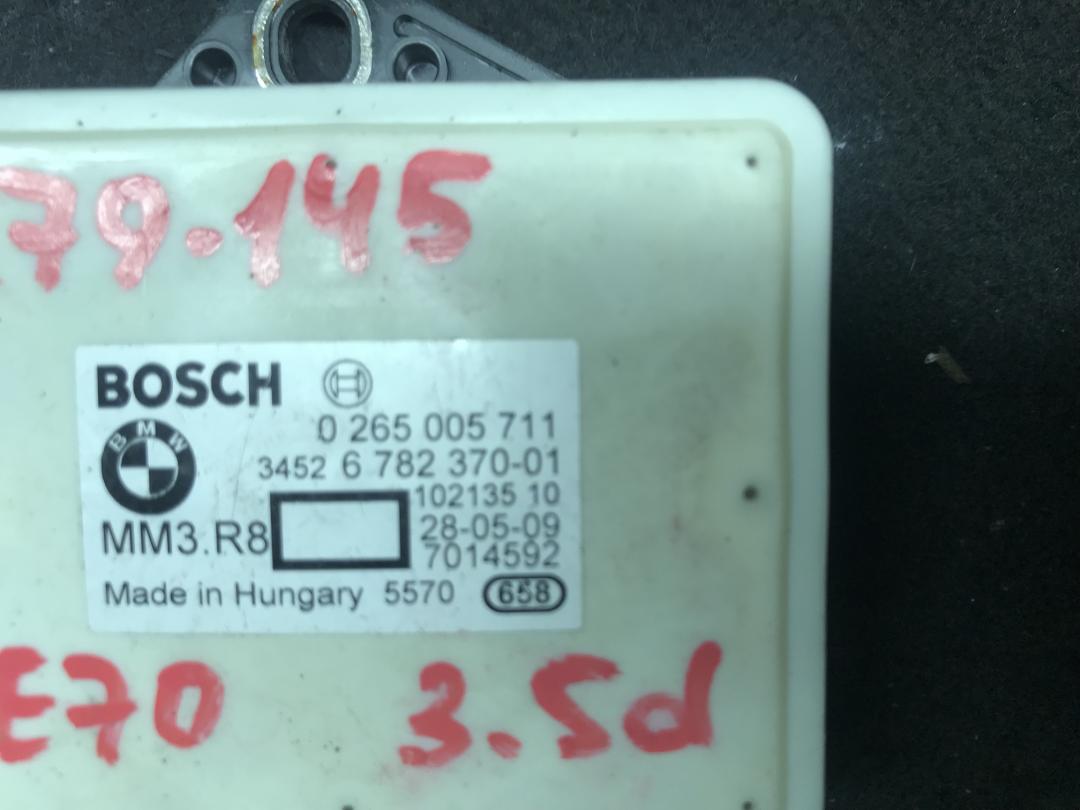 79-145
BOSCH
BMW
0 265 005 711
3452 6 782 370-01
102135 10
MM3.R8
28-05-09
7014592
Made in Hungary 5570 658
E70 3.5d